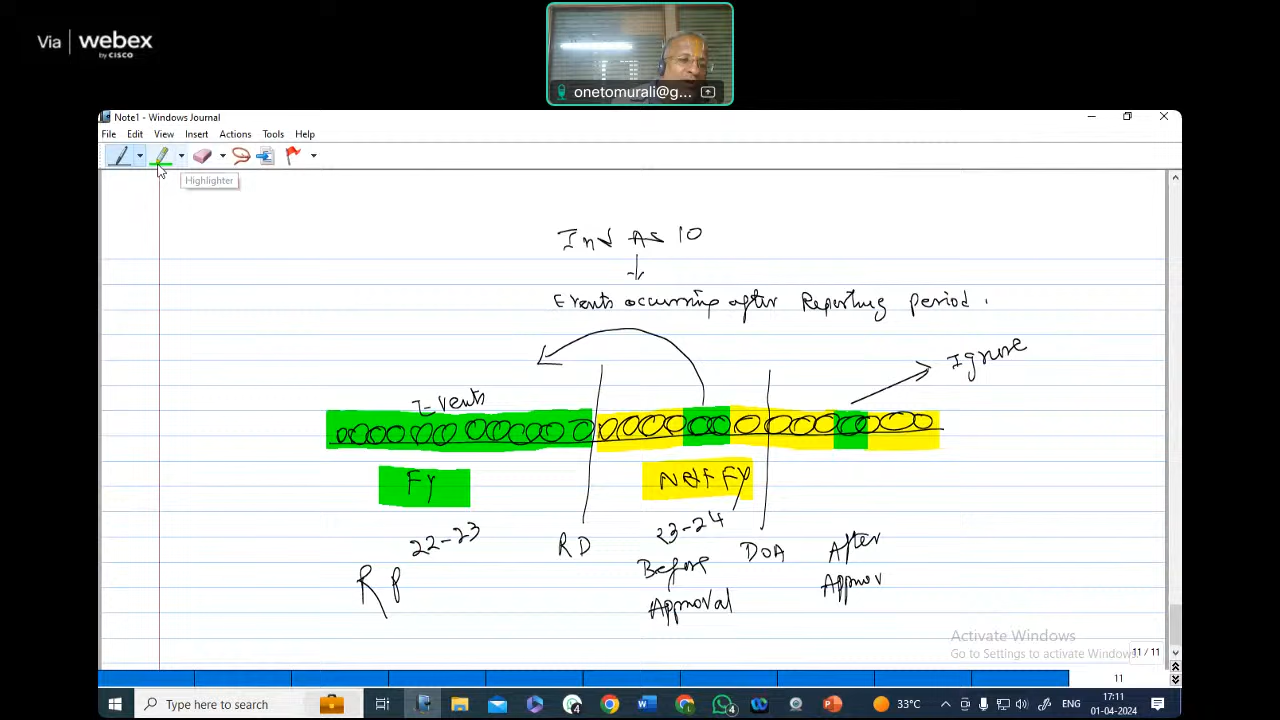 Via webex
by CISCO
onetomurali@g...
Note1 - Windows Journal
File Edit View Insert Actions Tools Help
Highlighter
Ind AS 10
Events occurring after Reporting period.
Ignore
Events
FY
Next FY
22-23
RD
23-24
DOA
After
Before
RP
Approv
Approval
Activate Windows
Go to Settings to activate Windows.
11 / 11
11
Type here to search
4
4
33°C
ENG
17:11
01-04-2024